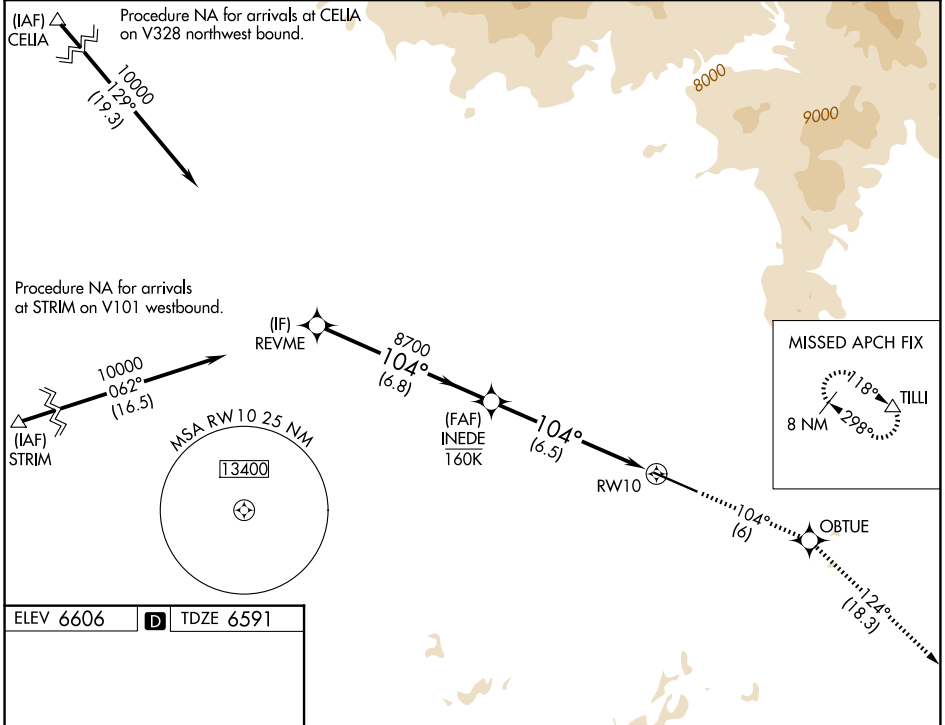 (IAF)
CELIA
Procedure NA for arrivals at CELIA
on V328 northwest bound.
10000
129°
(19.3)
8000
9000
Procedure NA for arrivals
at STRIM on V101 westbound.
(IF)
REVME
8700
104°
(6.8)
10000
062°
(16.5)
(IAF)
STRIM
(FAF)
INEDE
160K
104°
(6.5)
RW10
MISSED APCH FIX
118°
TILLI
8 NM
298°
MSA RW10 25 NM
13400
104°
(6)
OBTUE
124°
(18.3)
ELEV 6606
D
TDZE 6591